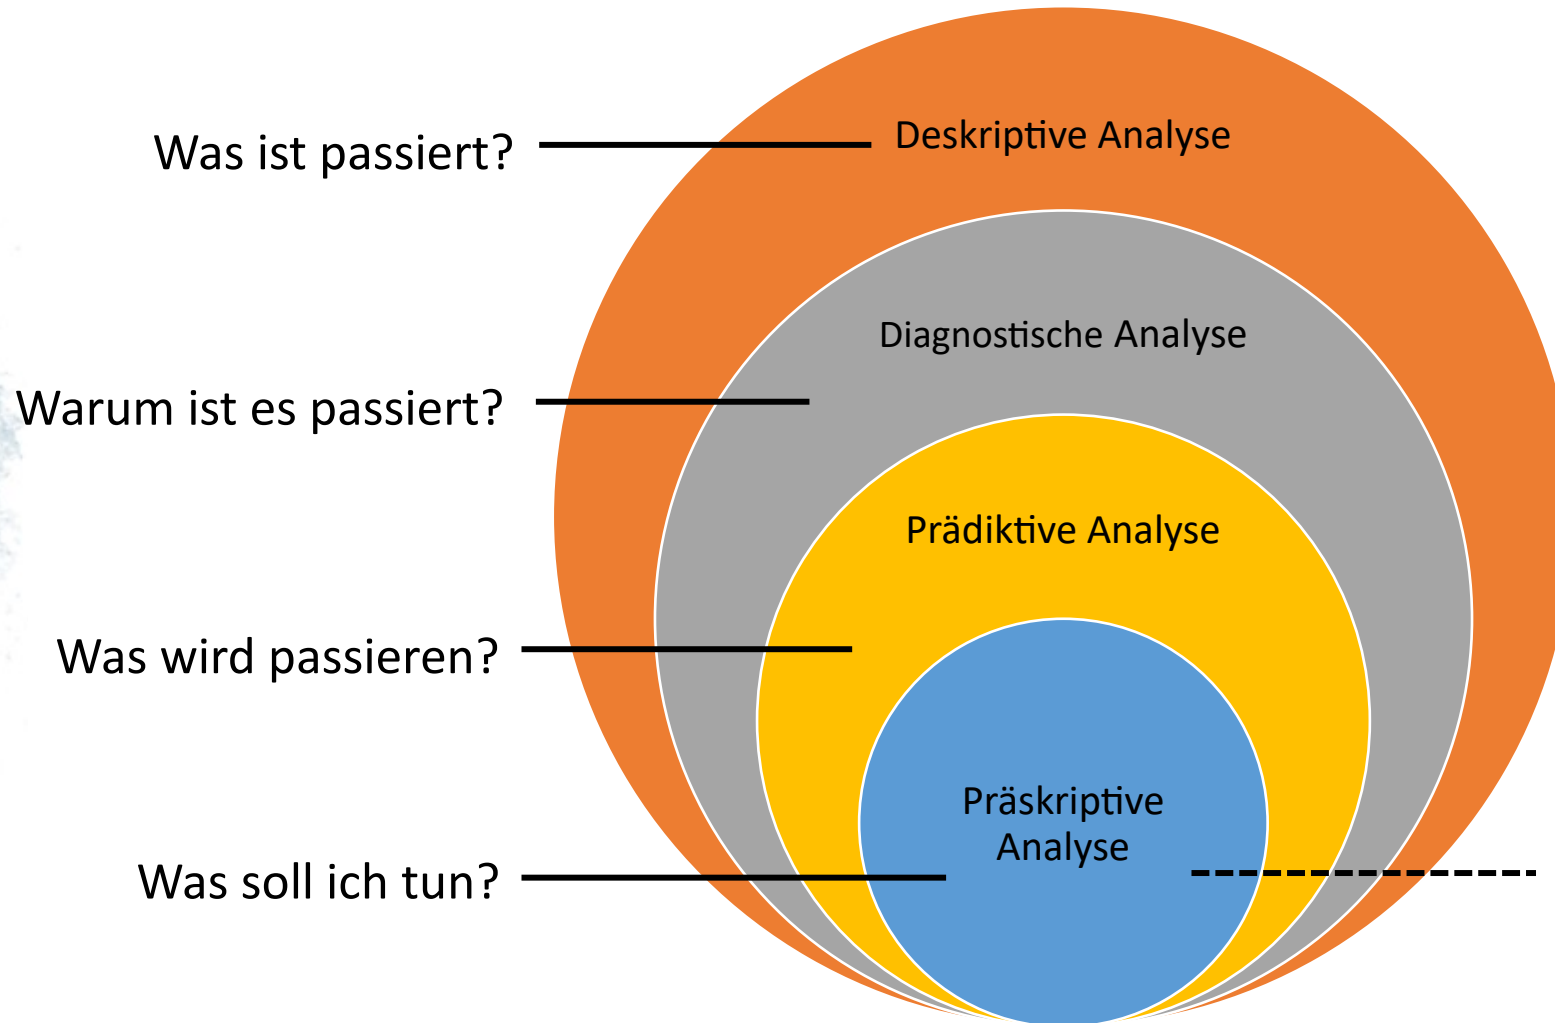 Was ist passiert?
Deskriptive Analyse
Warum ist es passiert?
Diagnostische Analyse
Was wird passieren?
Prädiktive Analyse
Was soll ich tun?
Präskriptive
Analyse